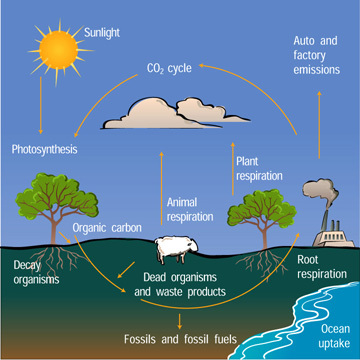 Sunlight
Auto and
factory
emissions
CO₂ cycle
Photosynthesis
Plant
respiration
Animal
respiration
Organic carbon
Decay
organisms
Dead organisms
and waste products
Root
respiration
Fossils and fossil fuels
Ocean
uptake